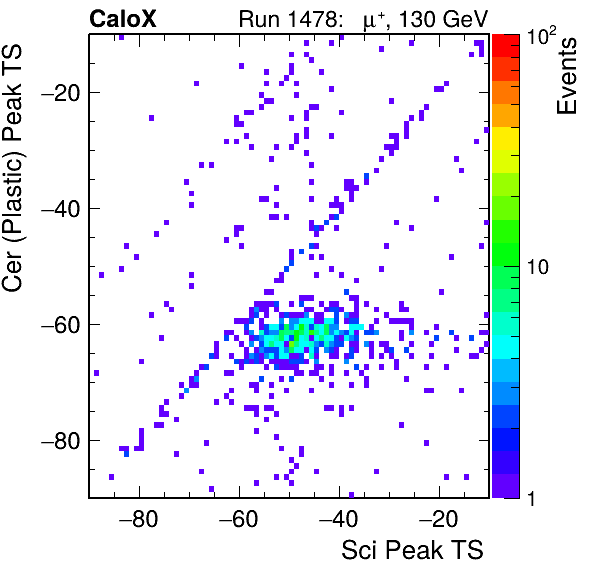 CaloX
Run 1478: μ⁺, 130 GeV
Cer (Plastic) Peak TS
−20
−40
−60
−80
−80
−60
−40
−20
Sci Peak TS
10²
10
1
Events